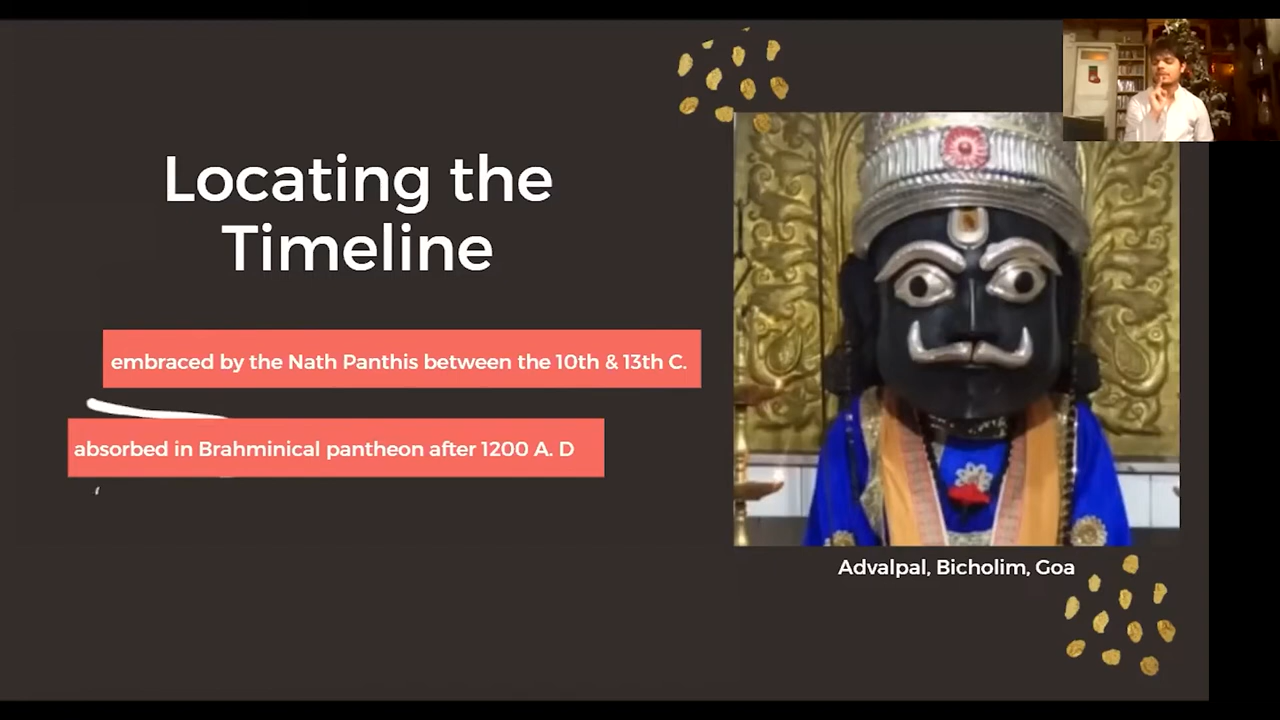 Locating the
Timeline
embraced by the Nath Panthis between the 10th & 13th C.
absorbed in Brahminical pantheon after 1200 A. D
Advalpal, Bicholim, Goa